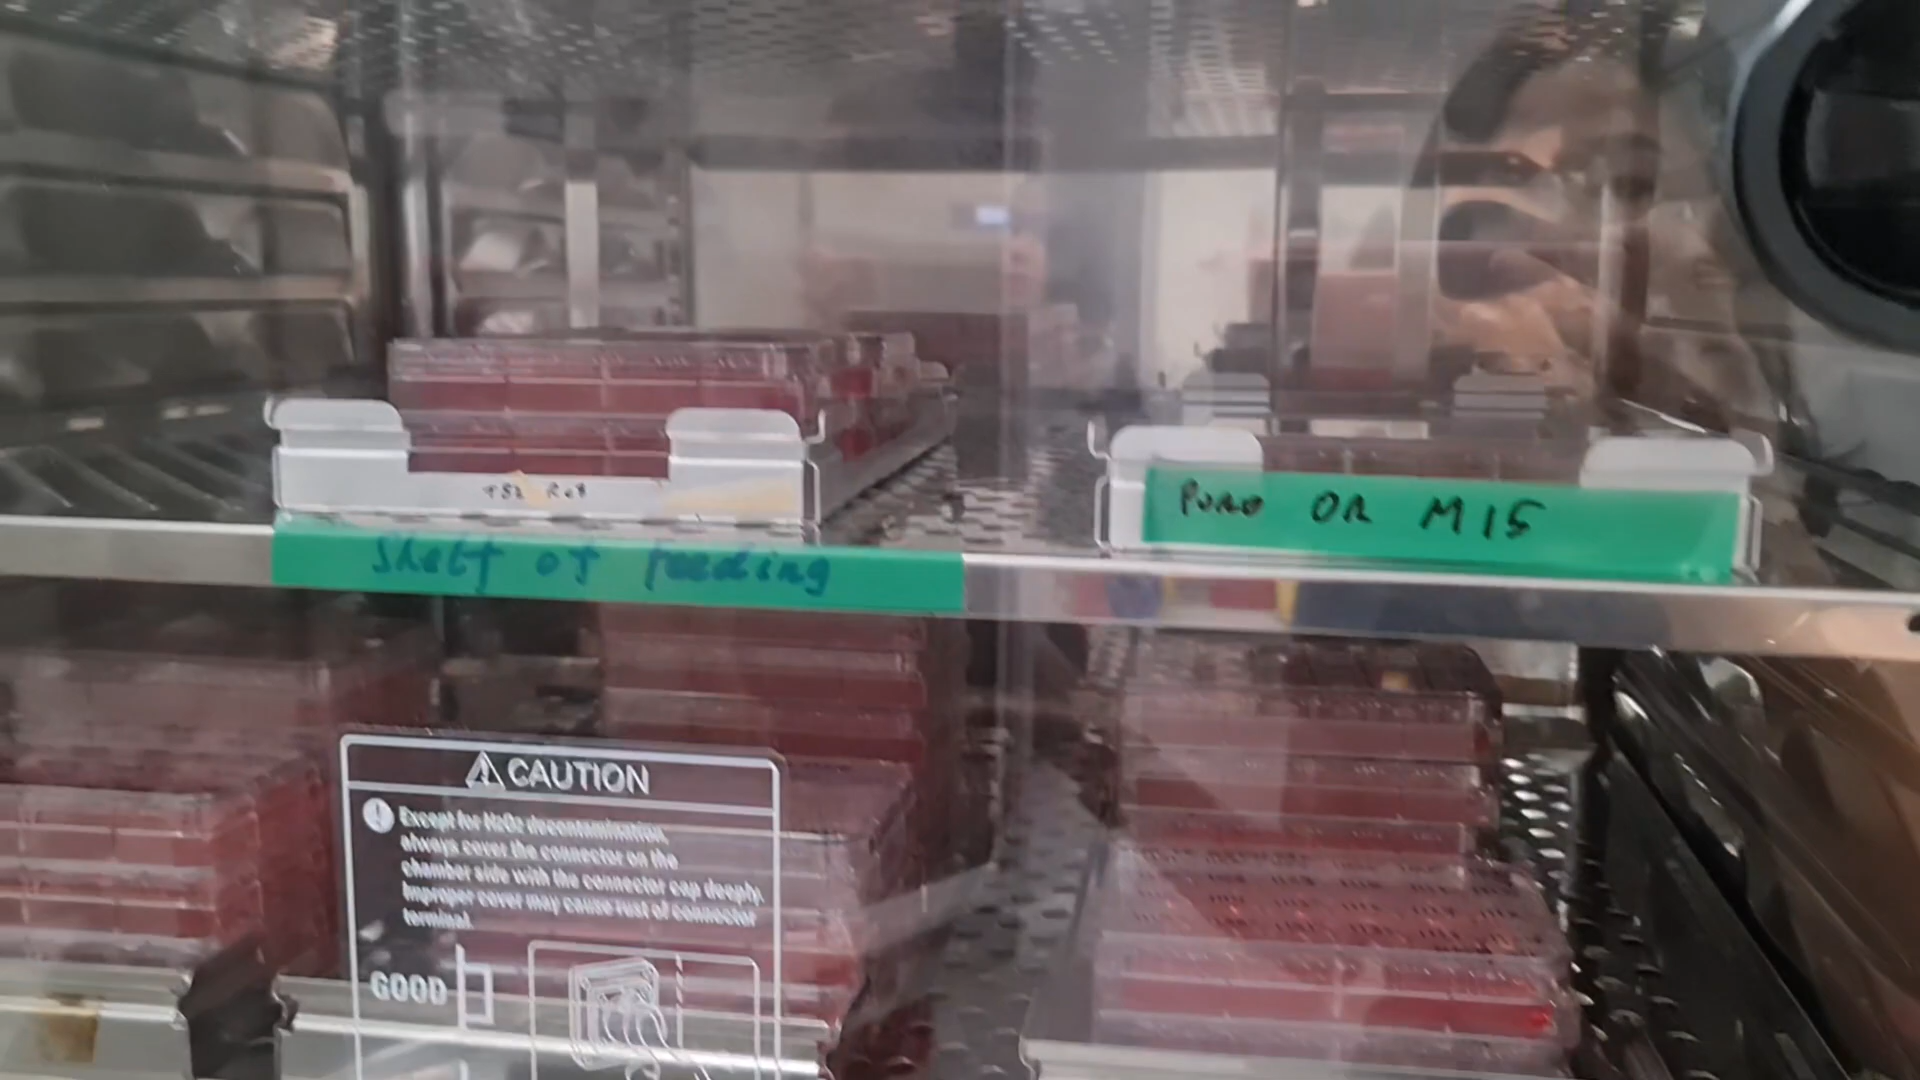 PURO OR M15
Shelf of feeding
CAUTION
Except for H2O2 decontamination,
always cover the connector on the
chamber side with the connector cap deeply.
Improper cover may cause rust of connector
terminal.
GOOD